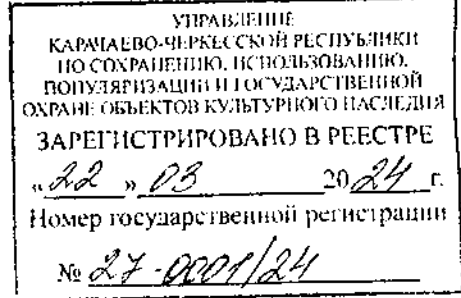 УПРАВЛЕНИЕ
КАРАЧАЕВО-ЧЕРКЕССКОЙ РЕСПУБЛИКИ
ПО СОХРАНЕНИЮ, ИСПОЛЬЗОВАНИЮ,
ПОПУЛЯРИЗАЦИИ И ГОСУДАРСТВЕННОЙ
ОХРАНЕ ОБЪЕКТОВ КУЛЬТУРНОГО НАСЛЕДИЯ
ЗАРЕГИСТРИРОВАНО В РЕЕСТРЕ
«22» 03 2024 г.
Номер государственной регистрации
№ 27-0001/24